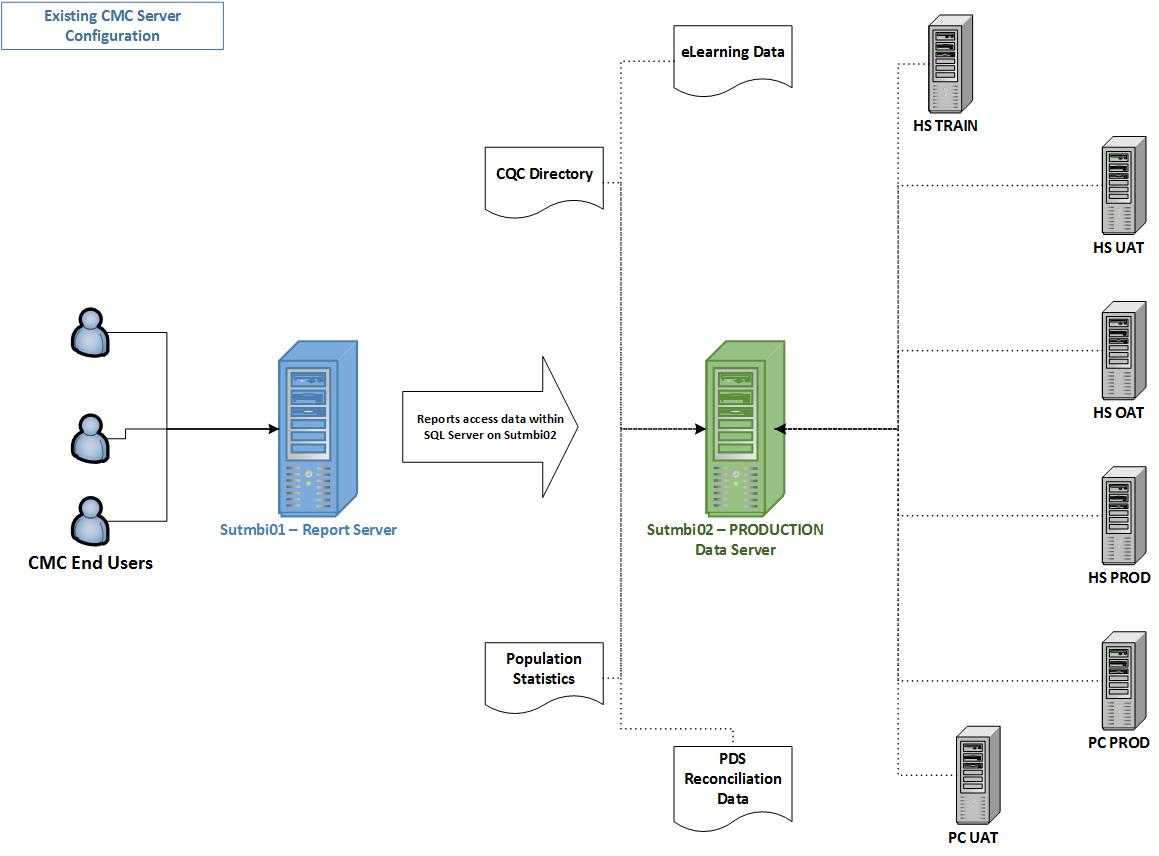 Existing CMC Server
Configuration
eLearning Data
HS TRAIN
CQC Directory
HS UAT
HS OAT
Reports access data within
SQL Server on Sutmbi02
Sutmbi01 – Report Server
Sutmbi02 – PRODUCTION
Data Server
CMC End Users
HS PROD
Population
Statistics
PC PROD
PDS
Reconciliation
Data
PC UAT